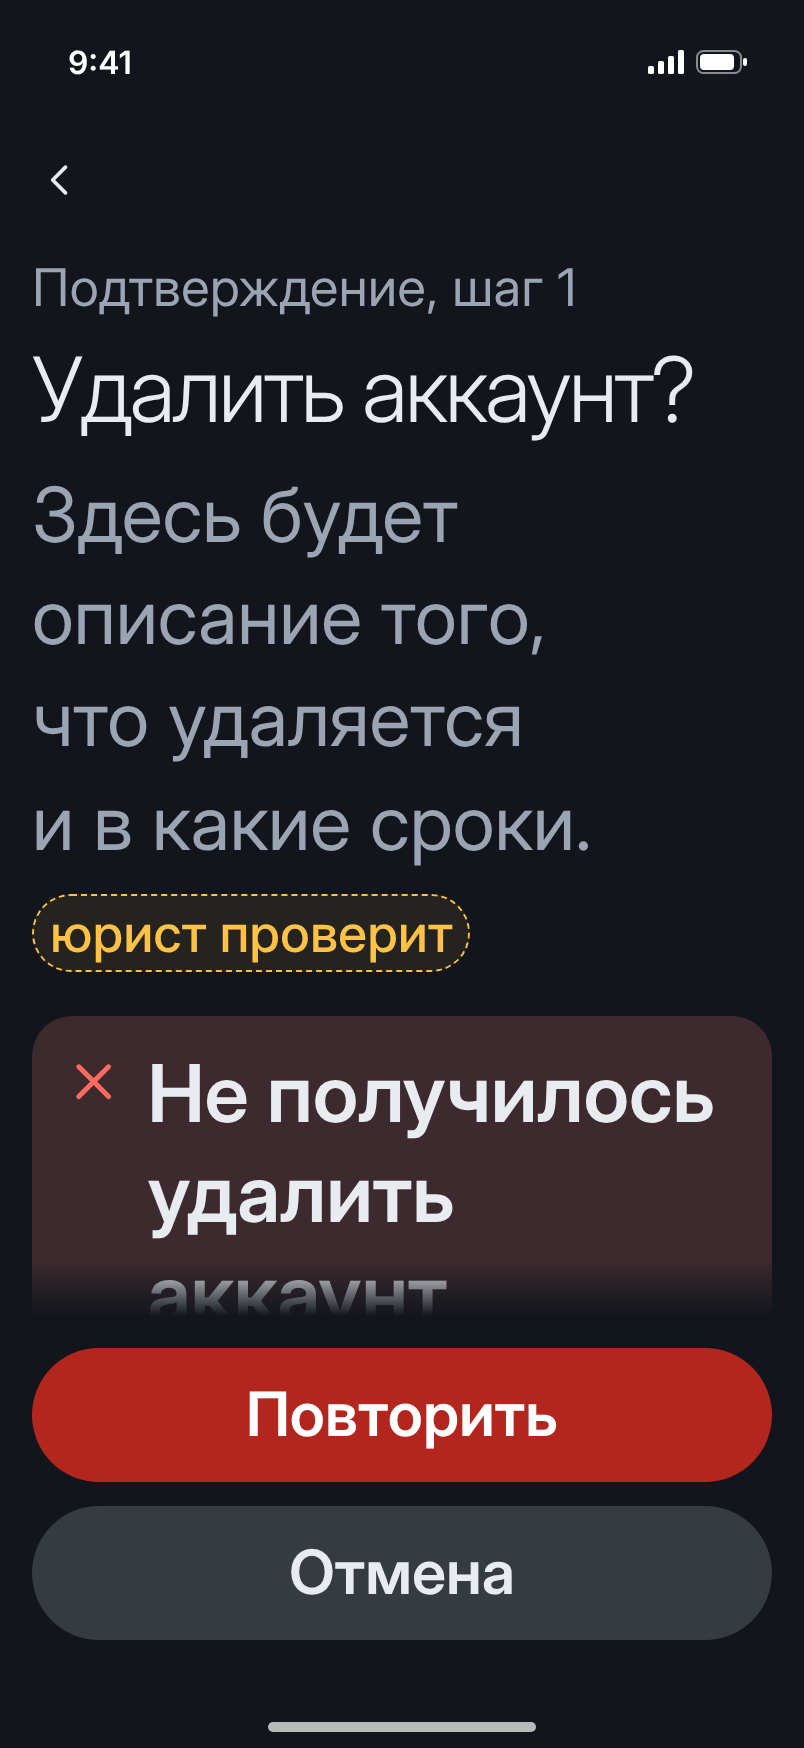 9:41
Подтверждение, шаг 1
Удалить аккаунт?
Здесь будет
описание того,
что удаляется
и в какие сроки.
юрист проверит
Не получилось
удалить
аккаунт
Повторить
Отмена